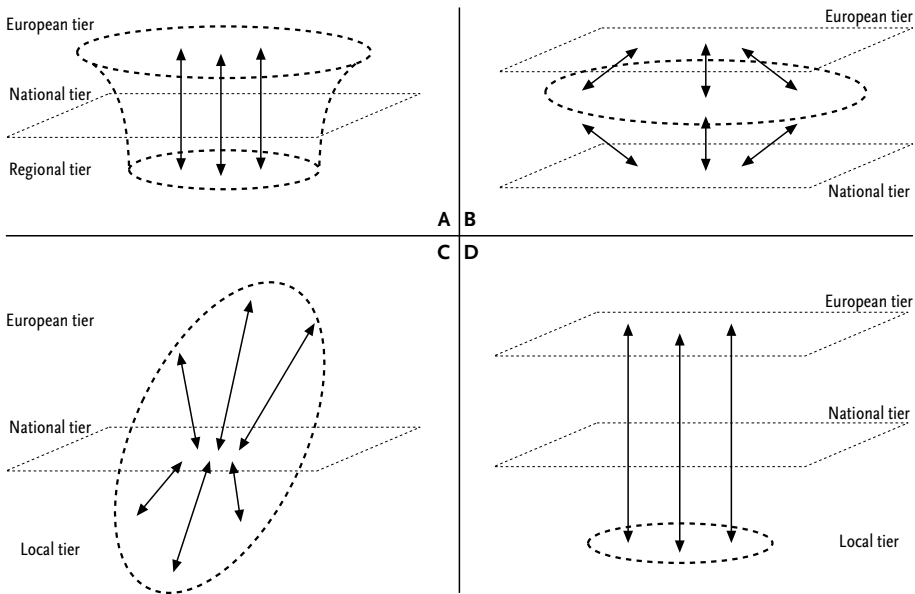 European tier
National tier
Regional tier
A
European tier
National tier
B
C
European tier
National tier
Local tier
D
European tier
National tier
Local tier